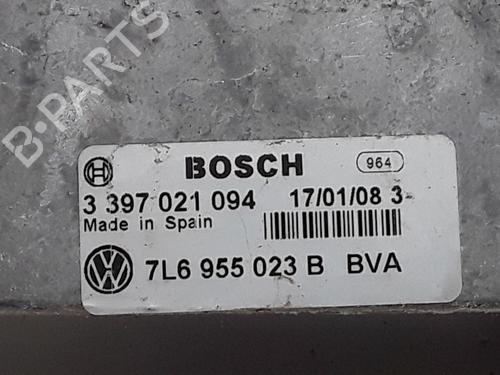 B-PARTS
BOSCH 964
3 397 021 094 17/01/08 3-
Made in Spain
7L6 955 023 B BVA